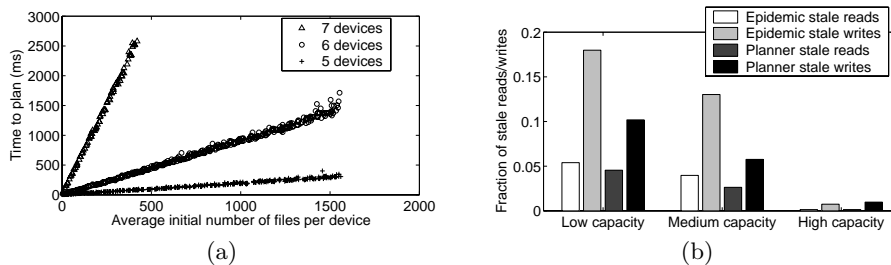 3000
2500
2000
1500
1000
500
0
Time to plan (ms)
7 devices
6 devices
5 devices
0
500
1000
1500
2000
Average initial number of files per device
(a)
0.2
0.15
0.1
0.05
0
Fraction of stale reads/writes
Epidemic stale reads
Epidemic stale writes
Planner stale reads
Planner stale writes
Low capacity
Medium capacity
High capacity
(b)